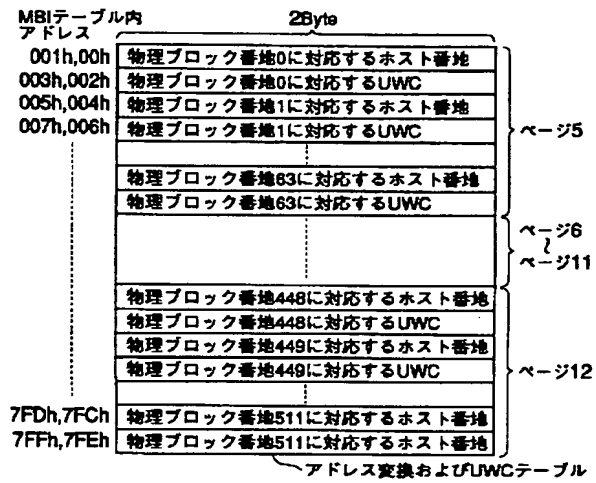 MBIテーブル内
アドレス
2Byte
001h,00h 物理ブロック番地0に対応するホスト番地
003h,002h 物理ブロック番地0に対応するUWC
005h,004h 物理ブロック番地1に対応するホスト番地
007h,006h 物理ブロック番地1に対応するUWC
ページ5
物理ブロック番地63に対応するホスト番地
物理ブロック番地63に対応するUWC
ページ6
~
ページ11
物理ブロック番地448に対応するホスト番地
物理ブロック番地448に対応するUWC
物理ブロック番地449に対応するホスト番地
物理ブロック番地449に対応するUWC
ページ12
7FDh,7FCh 物理ブロック番地511に対応するホスト番地
7FFh,7FEh 物理ブロック番地511に対応するUWC
アドレス変換およびUWCテーブル